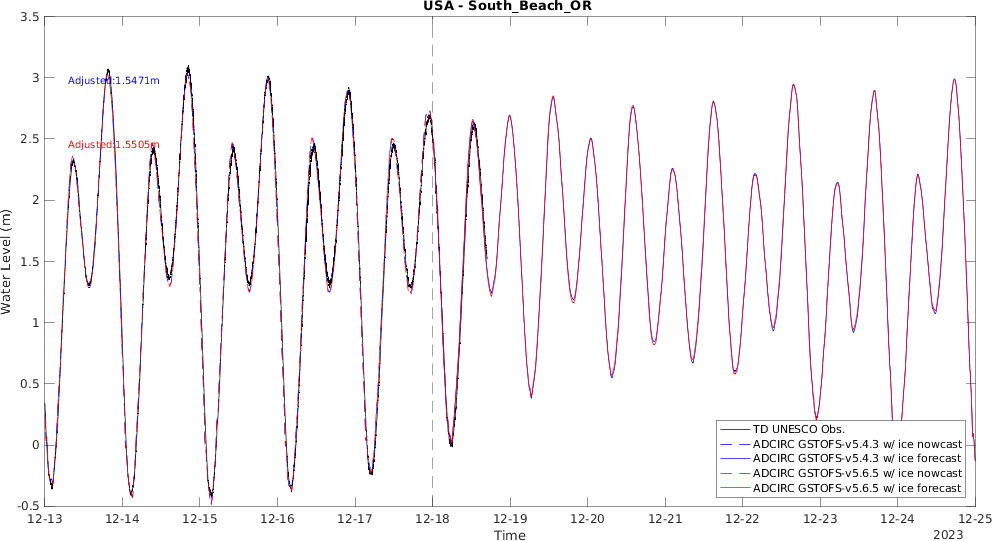 USA - South_Beach_OR
3.5
3
2.5
2
1.5
1
0.5
0
-0.5
Water Level (m)
Adjusted:1.5471m
Adjusted:1.5505m
TD UNESCO Obs.
ADCIRC GSTOFS-v5.4.3 w/ ice nowcast
ADCIRC GSTOFS-v5.4.3 w/ ice forecast
ADCIRC GSTOFS-v5.6.5 w/ ice nowcast
ADCIRC GSTOFS-v5.6.5 w/ ice forecast
12-13 12-14 12-15 12-16 12-17 12-18 12-19 12-20 12-21 12-22 12-23 12-24 12-25
Time
2023